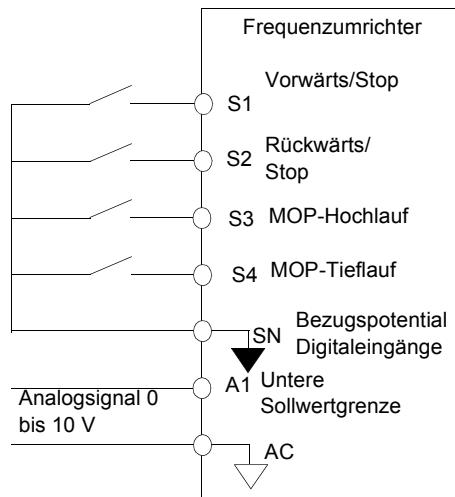 Frequenzumrichter
S1 Vorwärts/Stop
S2 Rückwärts/
Stop
S3 MOP-Hochlauf
S4 MOP-Tieflauf
SN Bezugspotential
Digitaleingänge
A1 Untere
Sollwertgrenze
Analogsignal 0
bis 10 V
AC